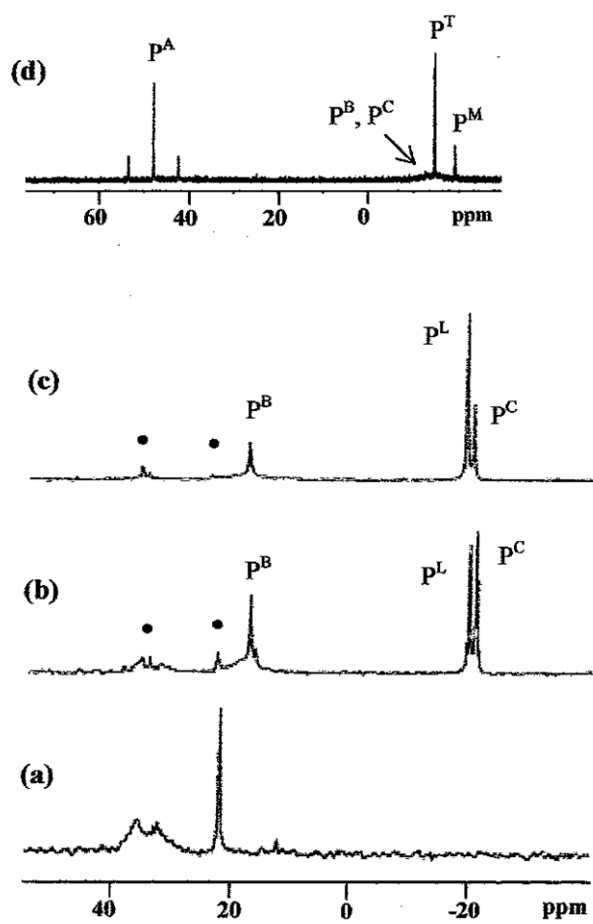 (d)
P^A
P^T
P^B, P^C
P^M
60 40 20 0 ppm
(c)
P^B
P^L
P^C
(b)
P^B
P^L
P^C
(a)
40 20 0 -20 ppm